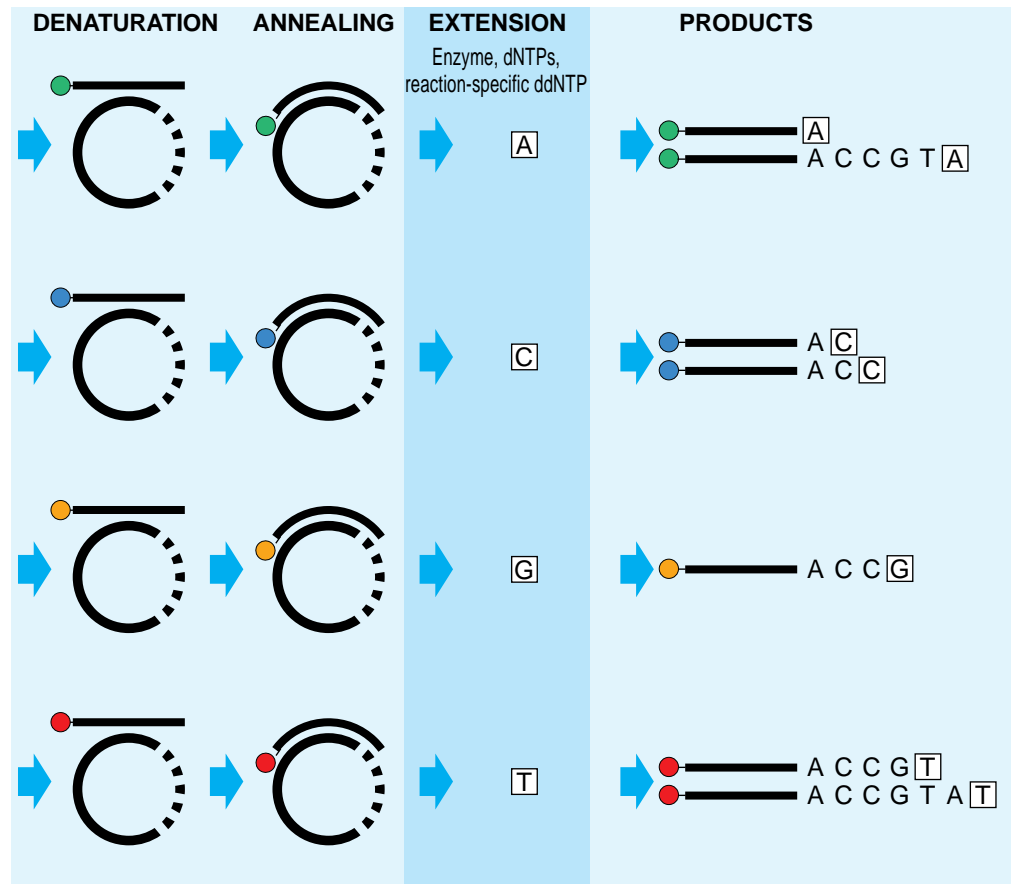 DENATURATION ANNEALING EXTENSION PRODUCTS
Enzyme, dNTPs,
reaction-specific ddNTP
A
A
A C C G T A
C
A C
A C C
G
A C C G
T
A C C G T
A C C G T A T